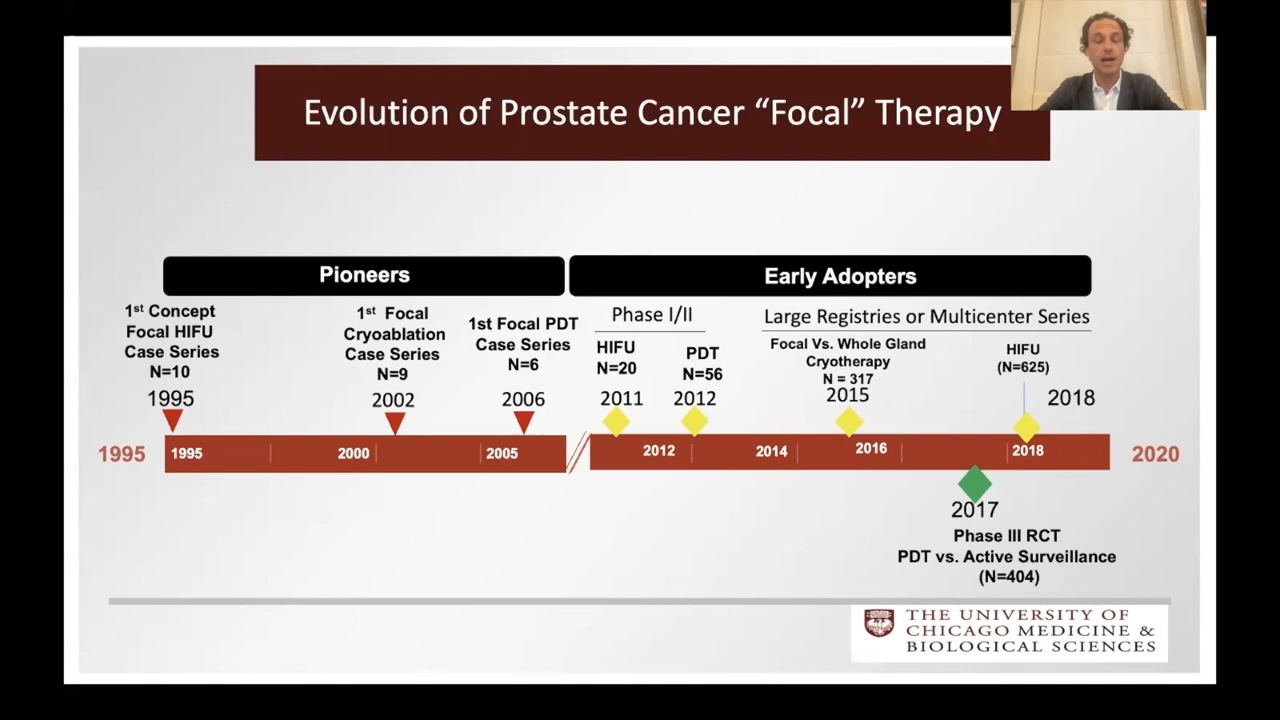 Evolution of Prostate Cancer “Focal” Therapy
Pioneers
Early Adopters
1st Concept
Focal HIFU
Case Series
N=10
1995
1st Focal
Cryoablation
Case Series
N=9
2002
1st Focal PDT
Case Series
N=6
2006
Phase I/II
HIFU
N=20
2011
PDT
N=56
2012
Large Registries or Multicenter Series
Focal Vs. Whole Gland
Cryotherapy
N = 317
2015
HIFU
(N=625)
2018
1995
1995
2000
2005
2012
2014
2016
2018
2020
2017
Phase III RCT
PDT vs. Active Surveillance
(N=404)
THE UNIVERSITY OF
CHICAGO MEDICINE &
BIOLOGICAL SCIENCES